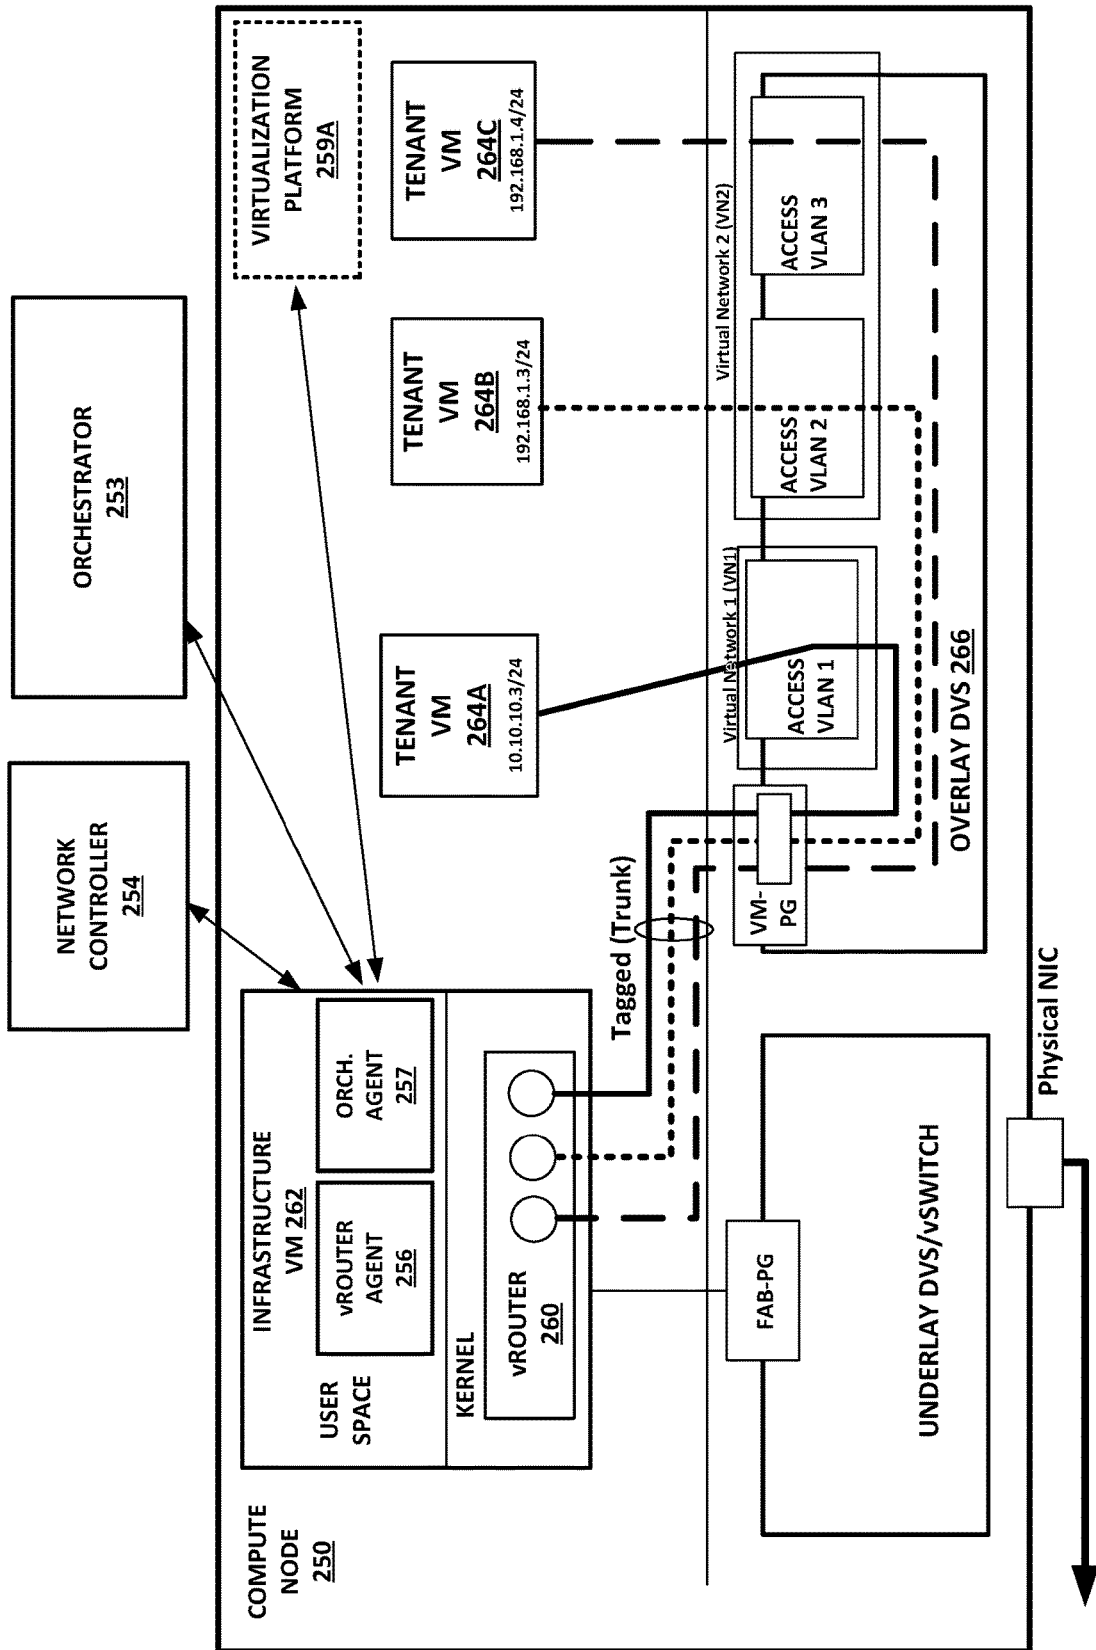 NETWORK
CONTROLLER
254
ORCHESTRATOR
253
COMPUTE
NODE
250
INFRASTRUCTURE
VM 262
USER
SPACE
vROUTER
AGENT
256
ORCH.
AGENT
257
KERNEL
vROUTER
260
VIRTUALIZATION
PLATFORM
259A
TENANT
VM
264A
10.10.10.3/24
TENANT
VM
264B
192.168.1.3/24
TENANT
VM
264C
192.168.1.4/24
Tagged (Trunk)
Virtual Network 1 (VN1)
Virtual Network 2 (VN2)
FAB-PG
VM-
PG
ACCESS
VLAN 1
ACCESS
VLAN 2
ACCESS
VLAN 3
UNDERLAY DVS/vSWITCH
OVERLAY DVS 266
Physical NIC